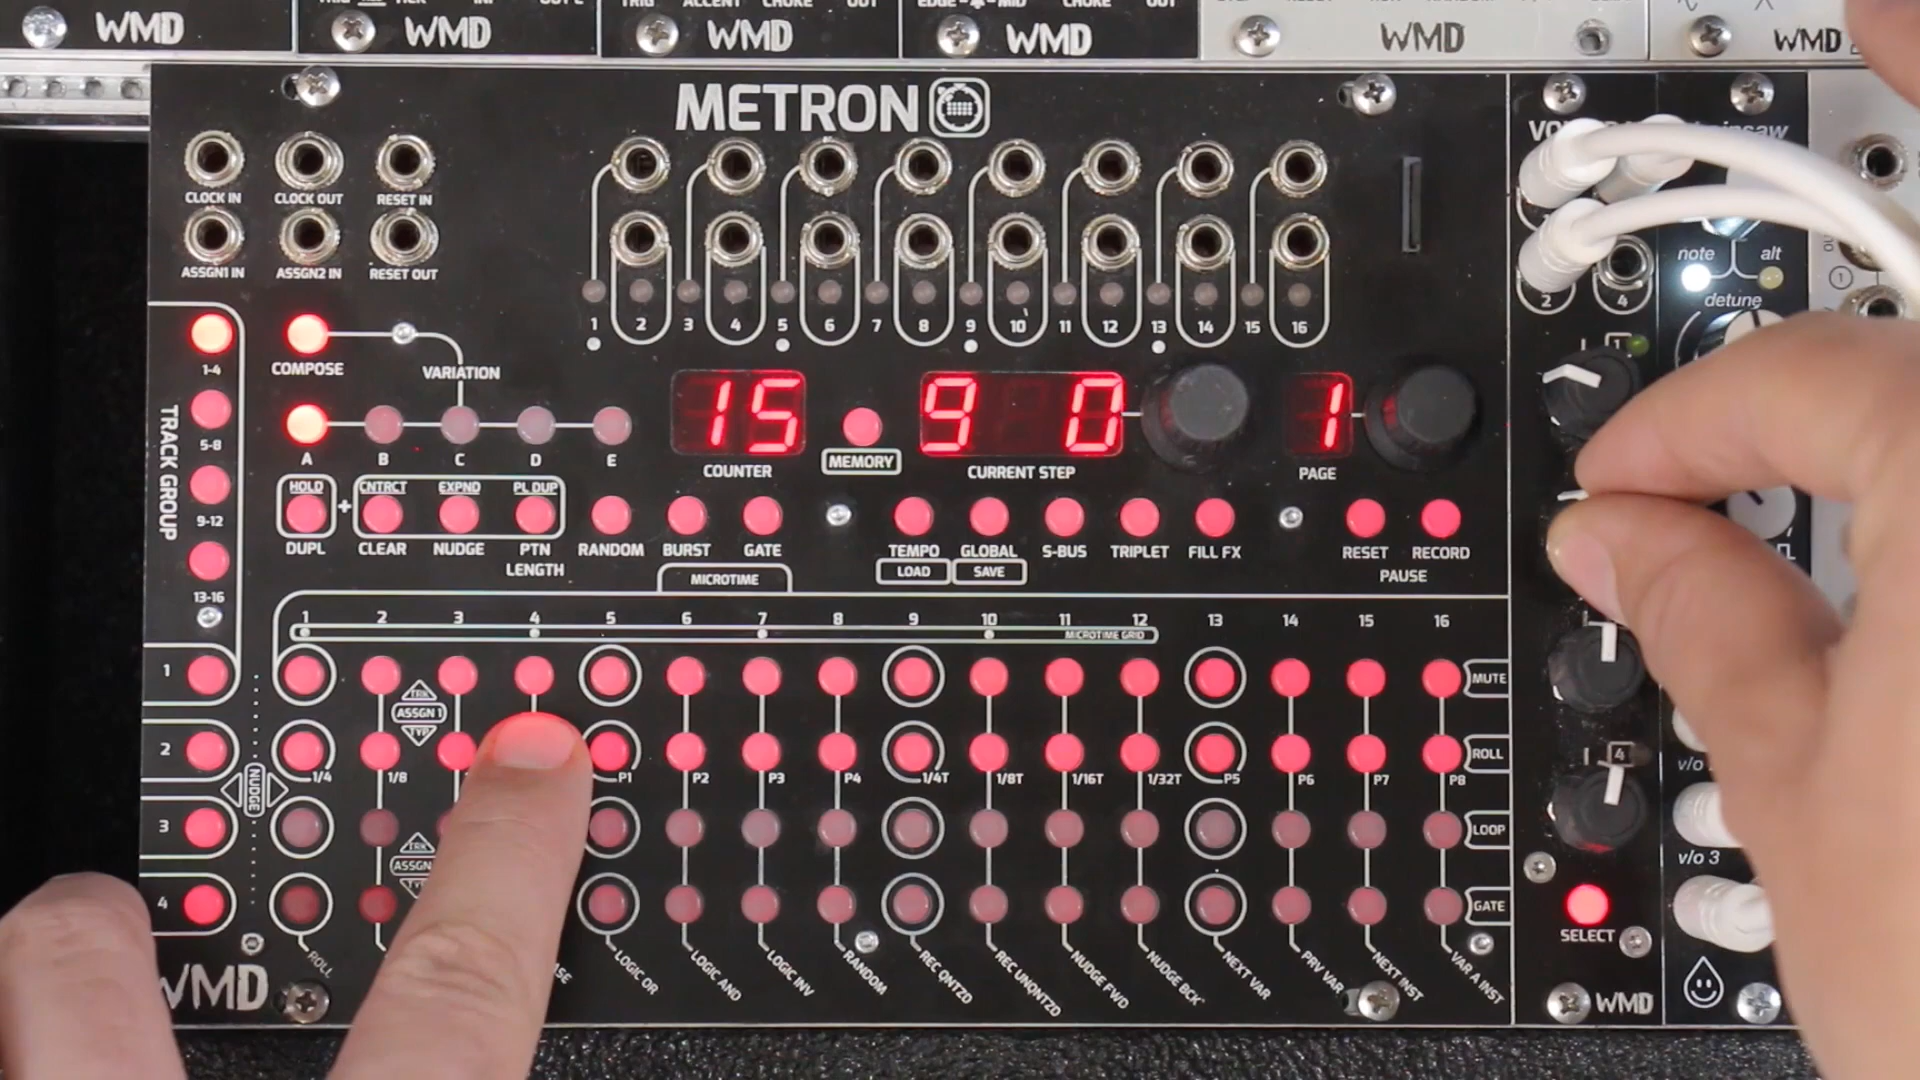 WMD WMD WMD WMD WMD WMD
METRON
CLOCK IN CLOCK OUT RESET IN
ASSGN1 IN ASSGN2 IN RESET OUT
note alt
detune
1 2 3 4 5 6 7 8 9 10 11 12 13 14 15 16
2 4
1
1-4
COMPOSE
VARIATION
TRACK GROUP
5-8
A B C D E
15
9 0
1
COUNTER
MEMORY
CURRENT STEP
PAGE
9-12
HOLD + CNTRCT EXPND PL DUP
DUPL CLEAR NUDGE PTN LENGTH RANDOM BURST GATE
MICROTIME
TEMPO GLOBAL S-BUS TRIPLET FILL FX RESET RECORD
LOAD SAVE
PAUSE
13-16
1 2 3 4 5 6 7 8 9 10 11 12 13 14 15 16
MICROTIME GRID
1
TRK
ASSGN 1
TYP
MUTE
2
ROLL
1/4 1/8 P1 P2 P3 P4 1/4T 1/8T 1/16T 1/32T P5 P6 P7 P8
4
NUDGE
3
TRK
LOOP
v/o 3
4
GATE
SELECT
ROLL LOGIC OR LOGIC AND LOGIC INV RANDOM REC QNTZD REC UNQNTZD NUDGE FWD NUDGE BCK NEXT VAR PRV VAR NEXT INST VAR A INST
WMD
WMD